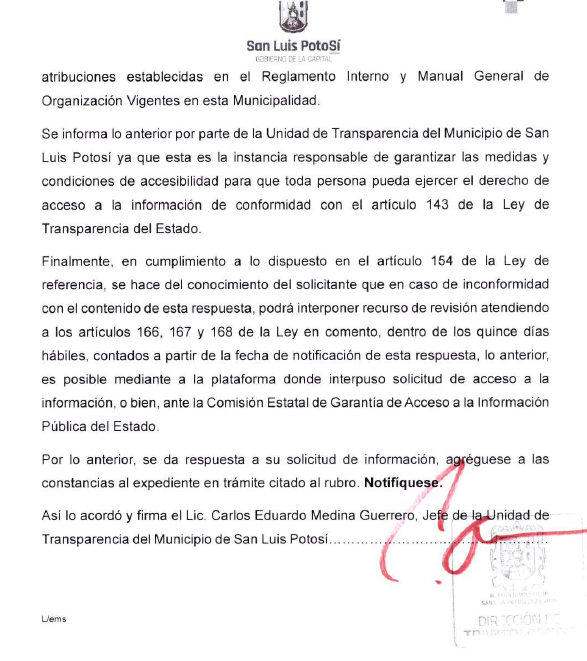 San Luis Potosí
GOBIERNO DE LA CAPITAL
atribuciones establecidas en el Reglamento Interno y Manual General de
Organización Vigentes en esta Municipalidad.
Se informa lo anterior por parte de la Unidad de Transparencia del Municipio de San
Luis Potosí ya que esta es la instancia responsable de garantizar las medidas y
condiciones de accesibilidad para que toda persona pueda ejercer el derecho de
acceso a la información de conformidad con el artículo 143 de la Ley de
Transparencia del Estado.
Finalmente, en cumplimiento a lo dispuesto en el artículo 154 de la Ley de
referencia, se hace del conocimiento del solicitante que en caso de inconformidad
con el contenido de esta respuesta, podrá interponer recurso de revisión atendiendo
a los artículos 166, 167 y 168 de la Ley en comento, dentro de los quince días
hábiles, contados a partir de la fecha de notificación de esta respuesta, lo anterior,
es posible mediante a la plataforma donde interpuso solicitud de acceso a la
información, o bien, ante la Comisión Estatal de Garantía de Acceso a la Información
Pública del Estado.
Por lo anterior, se da respuesta a su solicitud de información, agréguese a las
constancias al expediente en trámite citado al rubro. Notifíquese.
Así lo acordó y firma el Lic. Carlos Eduardo Medina Guerrero, Jefe de la Unidad de
Transparencia del Municipio de San Luis Potosí.......................................
DIRECCIÓN DE
L/ems